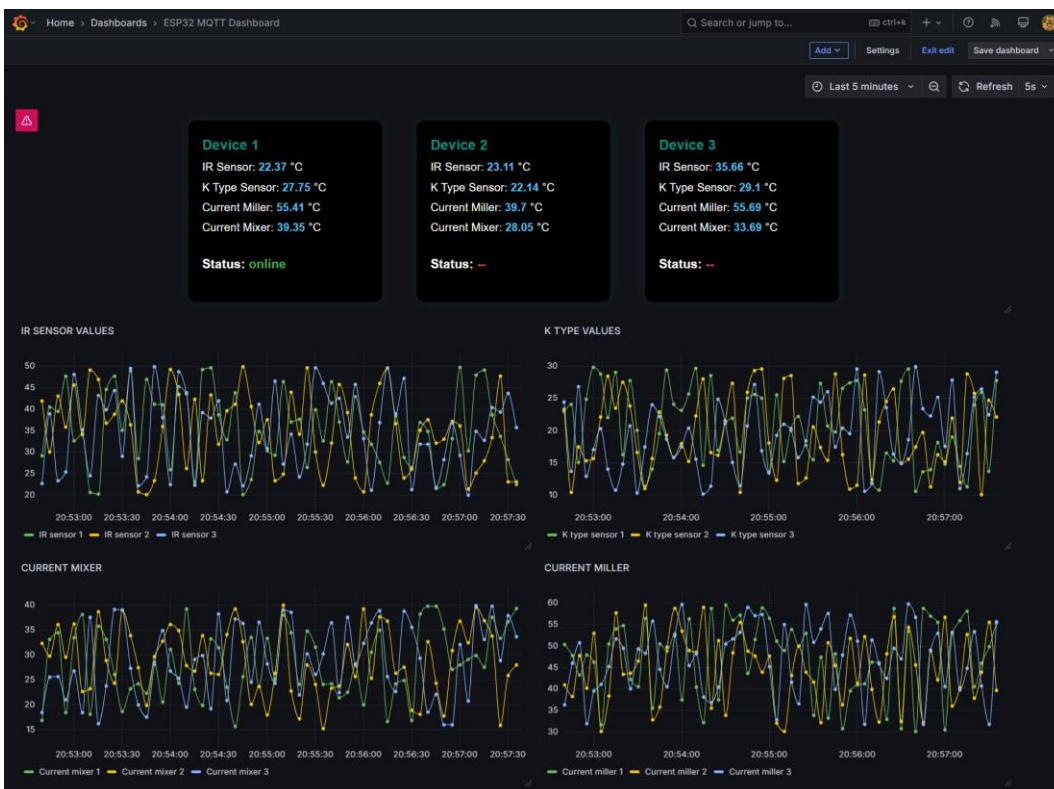 Home › Dashboards › ESP32 MQTT Dashboard
Search or jump to...
ctrl+k
Add
Settings
Exit edit
Save dashboard
Last 5 minutes
Refresh
5s
Device 1
IR Sensor: 22.37 °C
K Type Sensor: 27.75 °C
Current Miller: 55.41 °C
Current Mixer: 39.35 °C
Status: online
Device 2
IR Sensor: 23.11 °C
K Type Sensor: 22.14 °C
Current Miller: 39.7 °C
Current Mixer: 28.05 °C
Status: --
Device 3
IR Sensor: 35.66 °C
K Type Sensor: 29.1 °C
Current Miller: 55.69 °C
Current Mixer: 33.69 °C
Status: --
IR SENSOR VALUES
50
45
40
35
30
25
20
20:53:00 20:53:30 20:54:00 20:54:30 20:55:00 20:55:30 20:56:00 20:56:30 20:57:00 20:57:30
IR sensor 1 IR sensor 2 IR sensor 3
K TYPE VALUES
30
25
20
15
10
20:53:00 20:54:00 20:55:00 20:56:00 20:57:00
K type sensor 1 K type sensor 2 K type sensor 3
CURRENT MIXER
40
35
30
25
20
15
20:53:00 20:53:30 20:54:00 20:54:30 20:55:00 20:55:30 20:56:00 20:56:30 20:57:00 20:57:30
Current mixer 1 Current mixer 2 Current mixer 3
CURRENT MILLER
60
55
50
45
40
35
30
20:53:00 20:54:00 20:55:00 20:56:00 20:57:00
Current miller 1 Current miller 2 Current miller 3